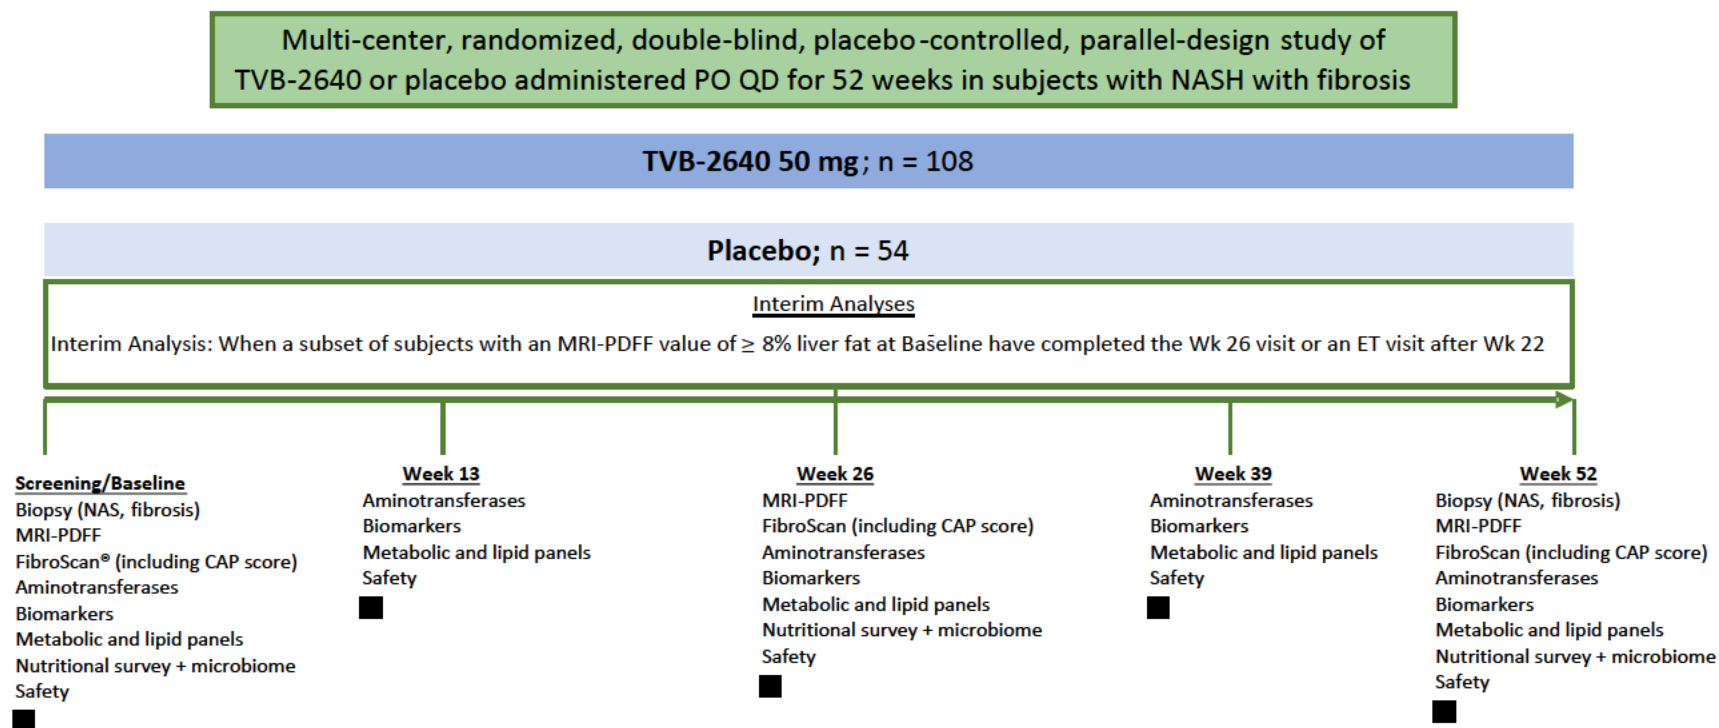 Multi-center, randomized, double-blind, placebo-controlled, parallel-design study of
TVB-2640 or placebo administered PO QD for 52 weeks in subjects with NASH with fibrosis
TVB-2640 50 mg; n = 108
Placebo; n = 54
Interim Analyses
Interim Analysis: When a subset of subjects with an MRI-PDFF value of ≥ 8% liver fat at Baseline have completed the Wk 26 visit or an ET visit after Wk 22
Screening/Baseline
Biopsy (NAS, fibrosis)
MRI-PDFF
FibroScan® (including CAP score)
Aminotransferases
Biomarkers
Metabolic and lipid panels
Nutritional survey + microbiome
Safety
Week 13
Aminotransferases
Biomarkers
Metabolic and lipid panels
Safety
Week 26
MRI-PDFF
FibroScan (including CAP score)
Aminotransferases
Biomarkers
Metabolic and lipid panels
Nutritional survey + microbiome
Safety
Week 39
Aminotransferases
Biomarkers
Metabolic and lipid panels
Safety
Week 52
Biopsy (NAS, fibrosis)
MRI-PDFF
FibroScan (including CAP score)
Aminotransferases
Biomarkers
Metabolic and lipid panels
Nutritional survey + microbiome
Safety